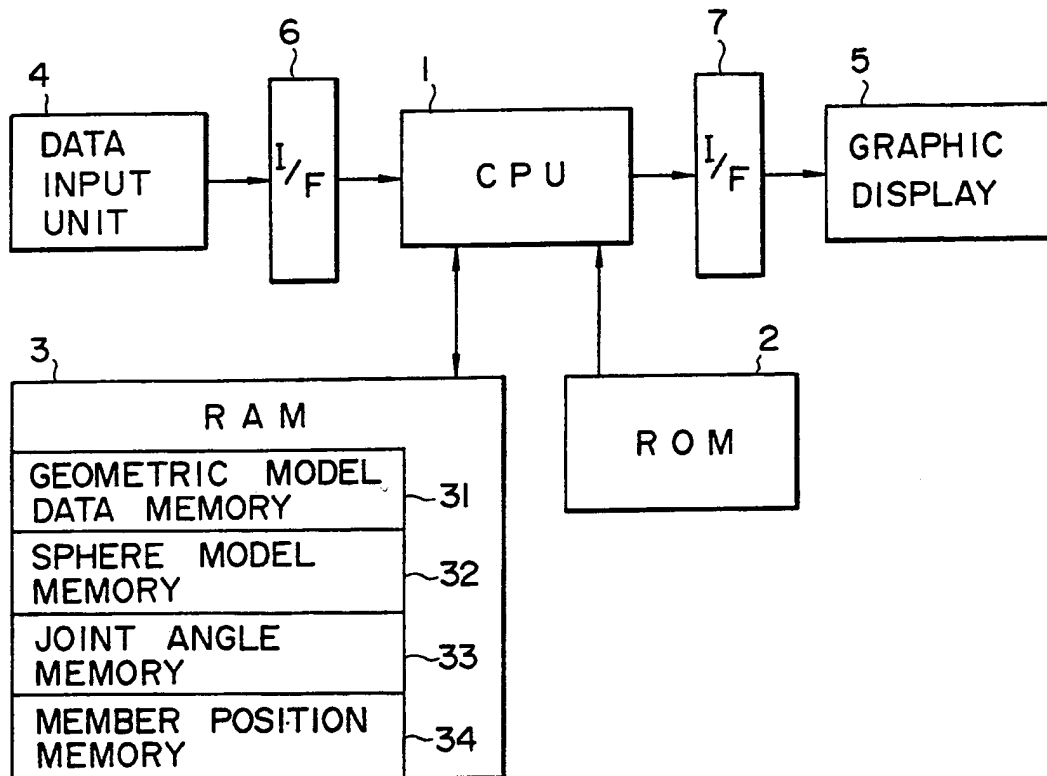 6
7
4
1
5
DATA
INPUT
UNIT
I/F
CPU
I/F
GRAPHIC
DISPLAY
3
2
RAM
ROM
GEOMETRIC MODEL
DATA MEMORY
31
SPHERE MODEL
MEMORY
32
JOINT ANGLE
MEMORY
33
MEMBER POSITION
MEMORY
34